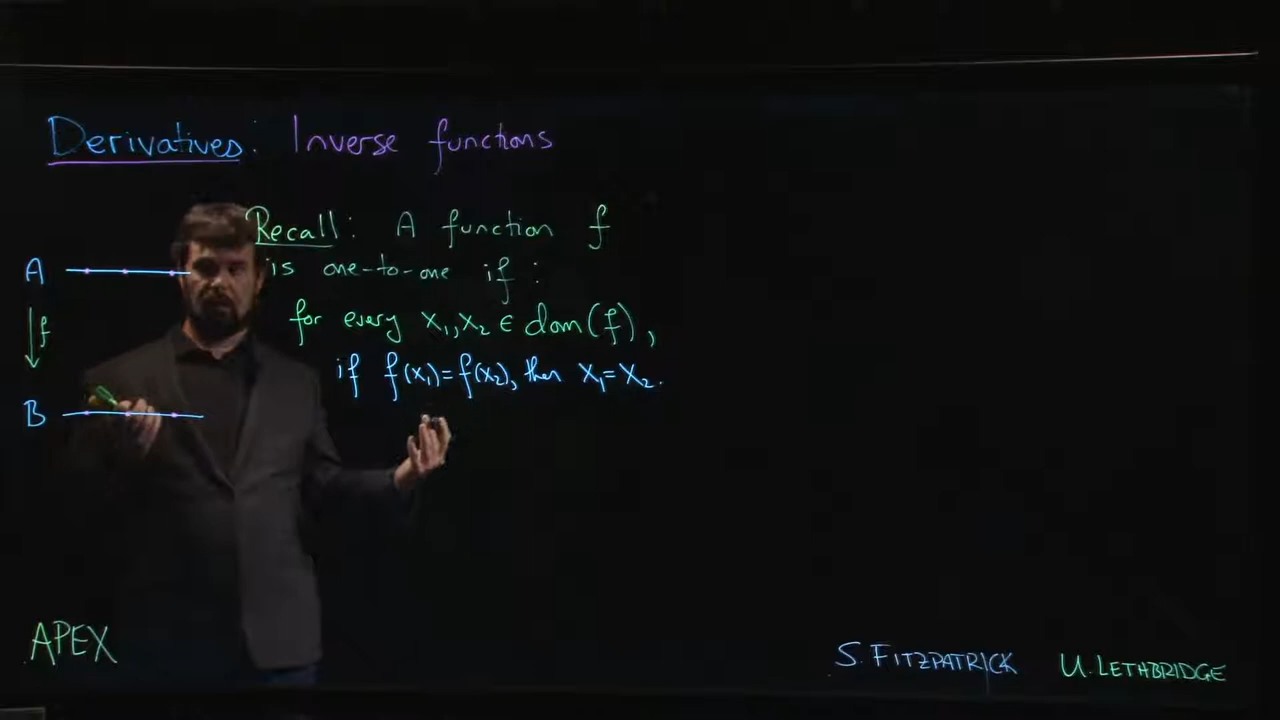 Derivatives: Inverse functions
Recall: A function f
is one-to-one if:
for every x₁,x₂ ∈ dom(f),
if f(x₁)=f(x₂), then x₁=x₂.
A
f
B
APEX
S. FITZPATRICK U. LETHBRIDGE